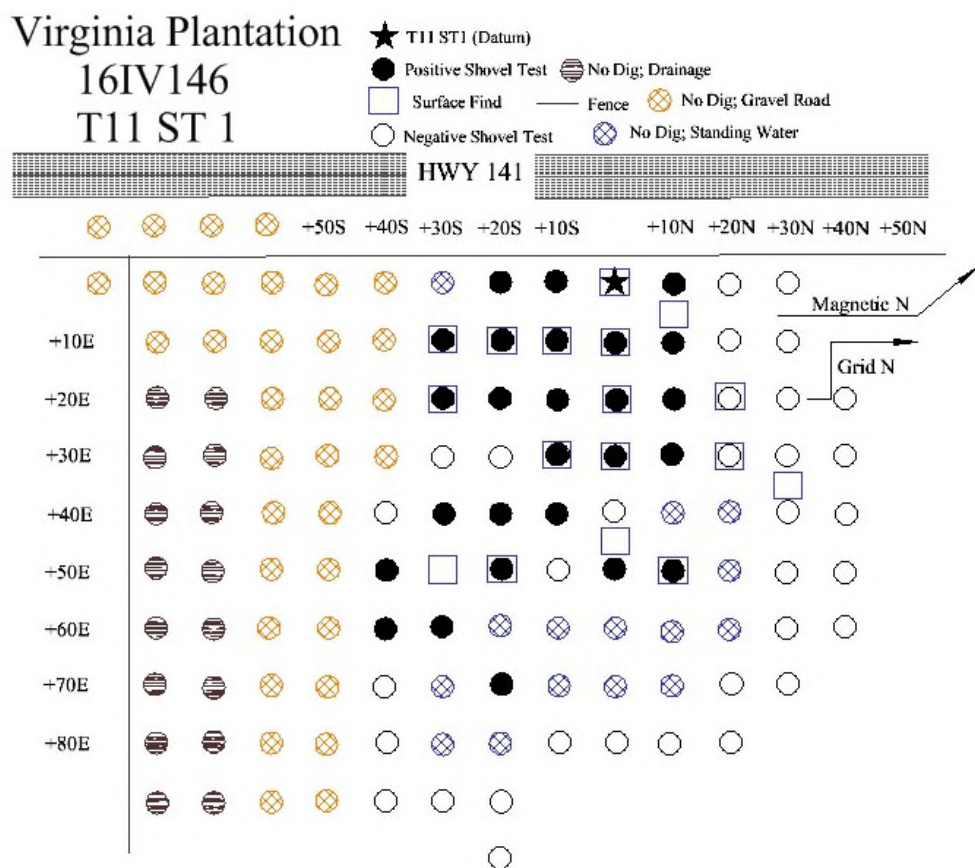 Virginia Plantation
16IV146
T11 ST 1
T11 ST1 (Datum)
Positive Shovel Test
No Dig; Drainage
Surface Find
Fence
No Dig; Gravel Road
Negative Shovel Test
No Dig; Standing Water
HWY 141
+50S +40S +30S +20S +10S +10N +20N +30N +40N +50N
Magnetic N
+10E
Grid N
+20E
+30E
+40E
+50E
+60E
+70E
+80E